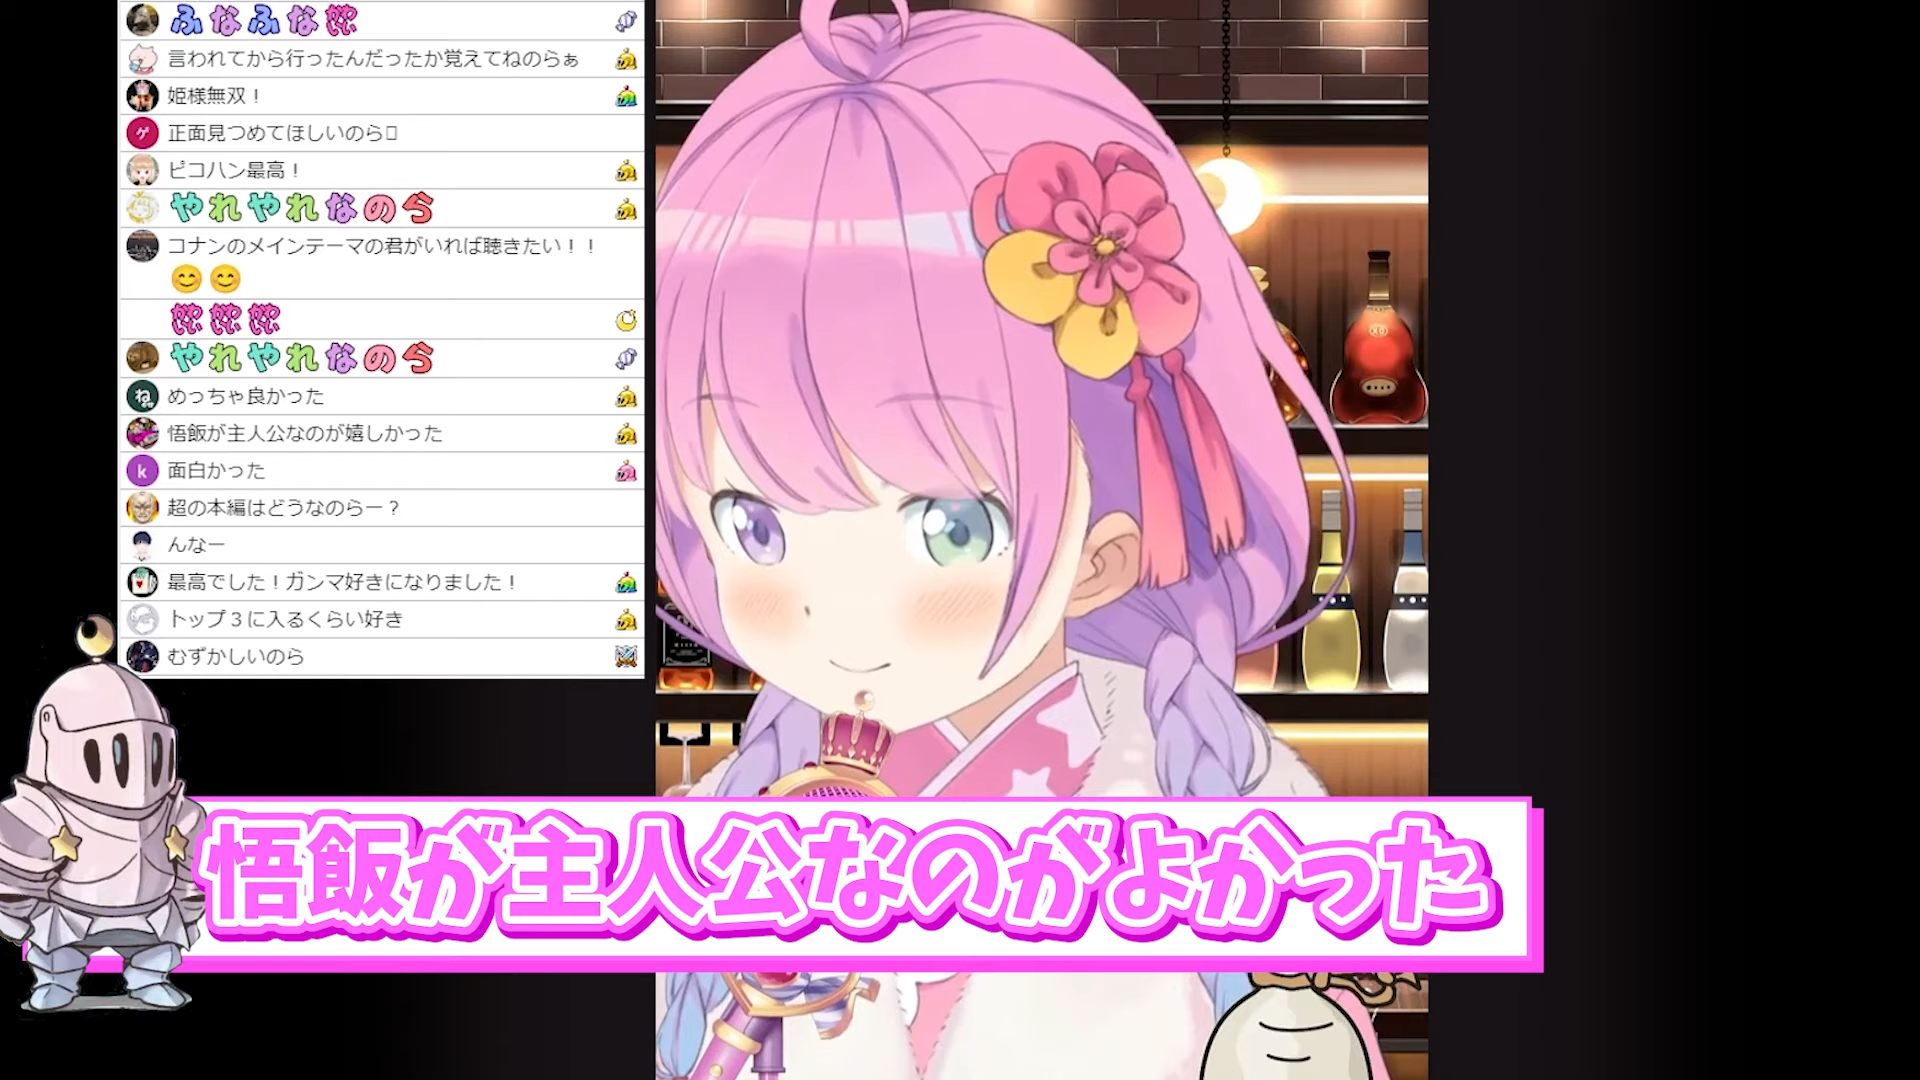 ふなふな
言われてから行ったんだったか覚えてねのらぁ
姫様無双！
ゲ
正面見つめてほしいのら
ピコハン最高！
やれやれなのら
コナンのメインテーマの君がいれば聴きたい！！
😊😊
やれやれなのら
ね
めっちゃ良かった
悟飯が主人公なのが嬉しかった
k
面白かった
超の本編はどうなのらー？
んなー
最高でした！ガンマ好きになりました！
トップ３に入るくらい好き
むずかしいのら
XO
悟飯が主人公なのがよかった